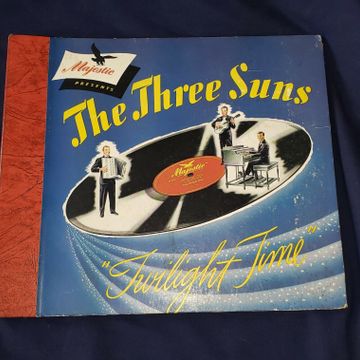 Majestic
PRESENTS
The Three Suns
Majestic
"Twilight Time"